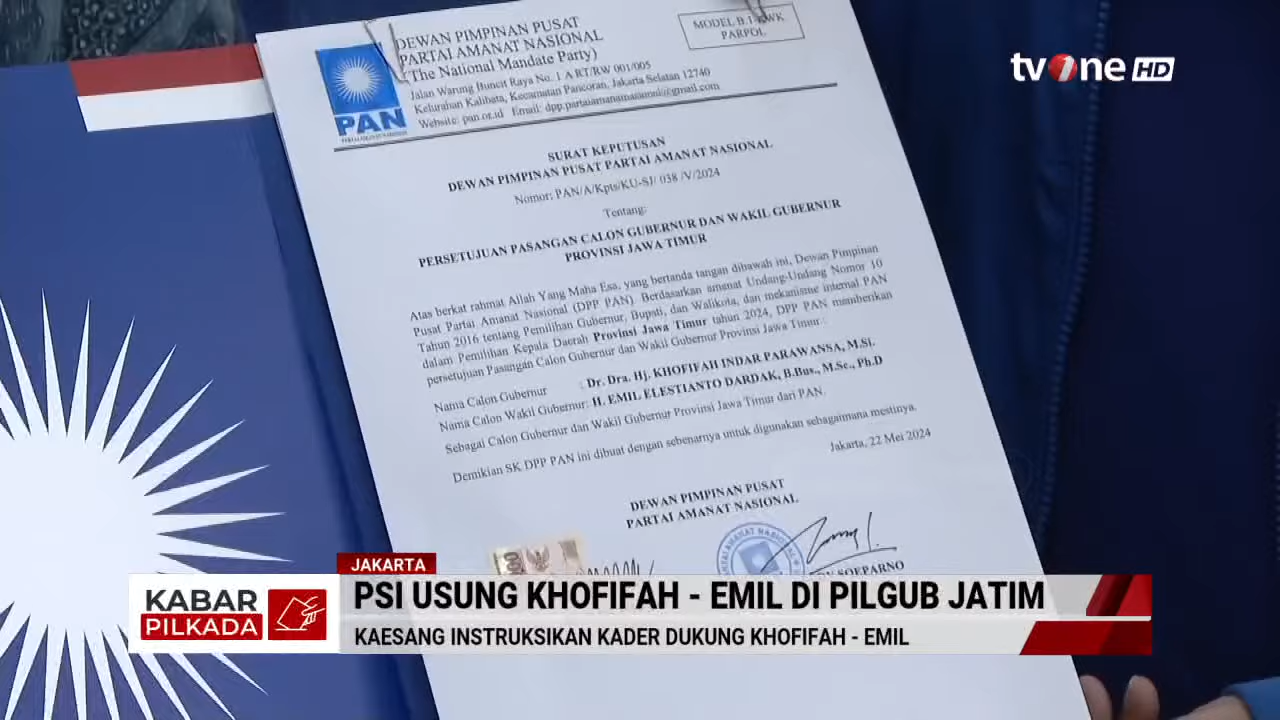 DEWAN PIMPINAN PUSAT
PARTAI AMANAT NASIONAL
(The National Mandate Party)
Jalan Warung Buncit Raya No. 1 A RT/RW 001/005
Kelurahan Kalibata, Kecamatan Pancoran, Jakarta Selatan 12740
Website: pan.or.id Email: dpp.partaiamanatnasional@gmail.com
MODEL B.1-KWK
PARPOL
PAN
tvOne HD
SURAT KEPUTUSAN
DEWAN PIMPINAN PUSAT PARTAI AMANAT NASIONAL
Nomor: PAN/A/Kpts/KU-SJ/ 038 /V/2024
Tentang:
PERSETUJUAN PASANGAN CALON GUBERNUR DAN WAKIL GUBERNUR
PROVINSI JAWA TIMUR
Atas berkat rahmat Allah Yang Maha Esa, yang bertanda tangan dibawah ini, Dewan Pimpinan
Pusat Partai Amanat Nasional (DPP PAN). Berdasarkan amanat Undang-Undang Nomor 10
Tahun 2016 tentang Pemilihan Gubernur, Bupati, dan Walikota, dan mekanisme internal PAN
dalam Pemilihan Kepala Daerah Provinsi Jawa Timur tahun 2024, DPP PAN memberikan
persetujuan Pasangan Calon Gubernur dan Wakil Gubernur Provinsi Jawa Timur :
Nama Calon Gubernur : Dr. Dra. Hj. KHOFIFAH INDAR PARAWANSA, M.SI.
Nama Calon Wakil Gubernur: H. EMIL ELESTIANTO DARDAK, B.Bus., M.Sc., Ph.D
Sebagai Calon Gubernur dan Wakil Gubernur Provinsi Jawa Timur dari PAN.
Demikian SK DPP PAN ini dibuat dengan sebenarnya untuk digunakan sebagaimana mestinya.
Jakarta, 22 Mei 2024
DEWAN PIMPINAN PUSAT
PARTAI AMANAT NASIONAL
SOEPARNO
JAKARTA
KABAR
PILKADA
PSI USUNG KHOFIFAH - EMIL DI PILGUB JATIM
KAESANG INSTRUKSIKAN KADER DUKUNG KHOFIFAH - EMIL